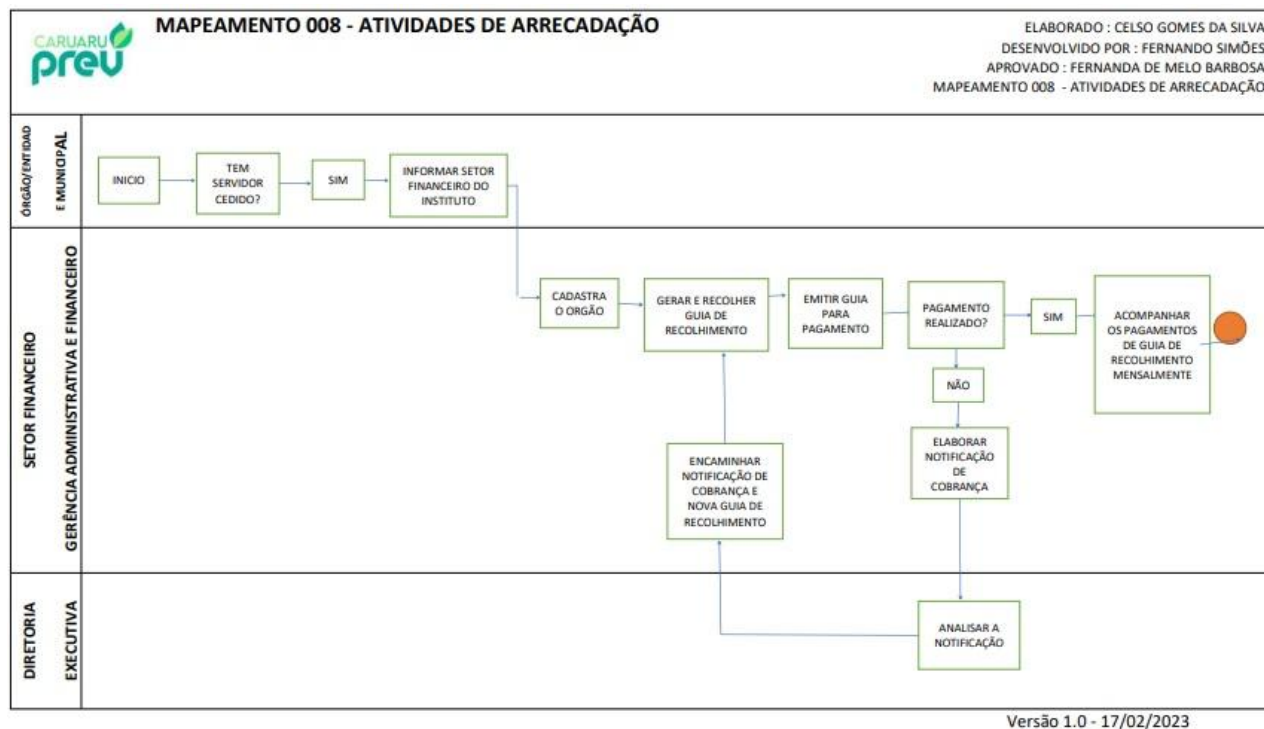 CARUARU
prev
MAPEAMENTO 008 - ATIVIDADES DE ARRECADAÇÃO
ELABORADO : CELSO GOMES DA SILVA
DESENVOLVIDO POR : FERNANDO SIMÕES
APROVADO : FERNANDA DE MELO BARBOSA
MAPEAMENTO 008 - ATIVIDADES DE ARRECADAÇÃO
ÓRGÃO/ENTIDAD
E MUNICIPAL
INICIO
TEM
SERVIDOR
CEDIDO?
SIM
INFORMAR SETOR
FINANCEIRO DO
INSTITUTO
SETOR FINANCEIRO
GERÊNCIA ADMINISTRATIVA E FINANCEIRO
CADASTRA
O ORGÃO
GERAR E RECOLHER
GUIA DE
RECOLHIMENTO
EMITIR GUIA
PARA
PAGAMENTO
PAGAMENTO
REALIZADO?
SIM
ACOMPANHAR
OS PAGAMENTOS
DE GUIA DE
RECOLHIMENTO
MENSALMENTE
NÃO
ELABORAR
NOTIFICAÇÃO
DE
COBRANÇA
ENCAMINHAR
NOTIFICAÇÃO DE
COBRANÇA E
NOVA GUIA DE
RECOLHIMENTO
DIRETORIA
EXECUTIVA
ANALISAR A
NOTIFICAÇÃO
Versão 1.0 - 17/02/2023